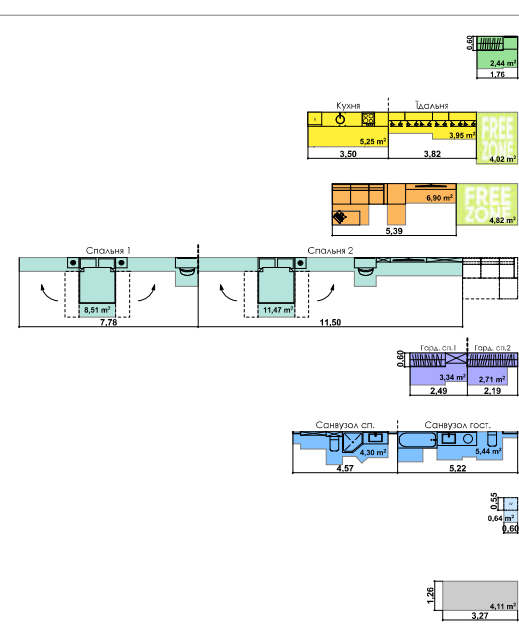 0.60
2,44 m²
1,76
Кухня Їдальня
5,25 m²
3,95 m²
FREE ZONE
4,02 m²
3,50
3,82
6,90 m²
FREE ZONE
4,82 m²
5,39
Спальня 1 Спальня 2
8,51 m²
11,47 m²
7,78
11,50
Гард. сп.1 Гард. сп.2
0,60
3,34 m²
2,71 m²
2,49
2,19
Санвузол сп. Санвузол гост.
4,30 m²
5,44 m²
4,57
5,22
0,55
0,64 m²
0,60
1,26
4,11 m²
3,27